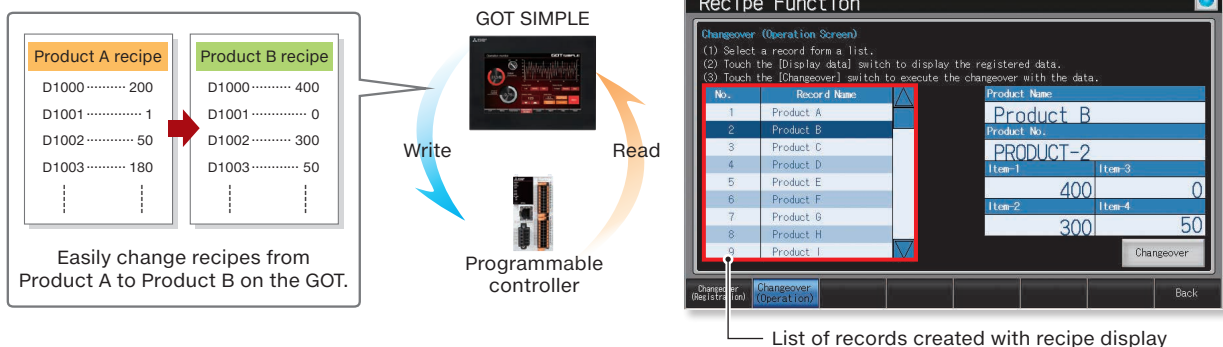 Product A recipe
D1000 ········· 200
D1001 ·············· 1
D1002 ··········· 50
D1003 ········· 180
Product B recipe
D1000 ·········· 400
D1001 ·············· 0
D1002 ·········· 300
D1003 ············ 50
Easily change recipes from
Product A to Product B on the GOT.
GOT SIMPLE
GOT SIMPLE
Write
Read
Programmable
controller
Recipe Function
Changeover (Operation Screen)
(1) Select a record form a list.
(2) Touch the [Display data] switch to display the registered data.
(3) Touch the [Changeover] switch to execute the changeover with the data.
No. Record Name
1 Product A
2 Product B
3 Product C
4 Product D
5 Product E
6 Product F
7 Product G
8 Product H
9 Product I
Product Name
Product B
Product No.
PRODUCT-2
Item-1 Item-3
400 0
Item-2 Item-4
300 50
Changeover
Changeover
(Registration)
Changeover
(Operation)
Back
List of records created with recipe display